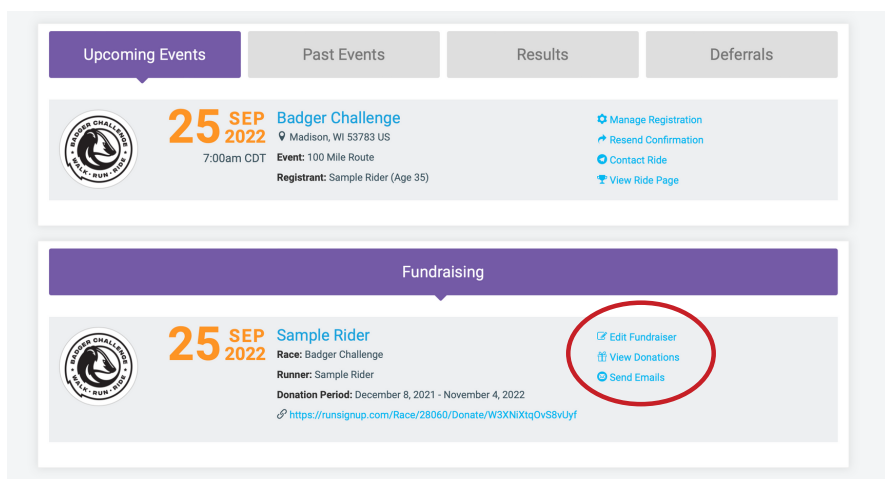 Upcoming Events
Past Events
Results
Deferrals
BADGER CHALLENGE
WALK · RUN · RIDE
25 SEP 2022
7:00am CDT
Badger Challenge
Madison, WI 53783 US
Event: 100 Mile Route
Registrant: Sample Rider (Age 35)
Manage Registration
Resend Confirmation
Contact Ride
View Ride Page
Fundraising
BADGER CHALLENGE
WALK · RUN · RIDE
25 SEP 2022
Sample Rider
Race: Badger Challenge
Runner: Sample Rider
Donation Period: December 8, 2021 - November 4, 2022
https://runsignup.com/Race/28060/Donate/W3XNiXtqOvS8vUyf
Edit Fundraiser
View Donations
Send Emails